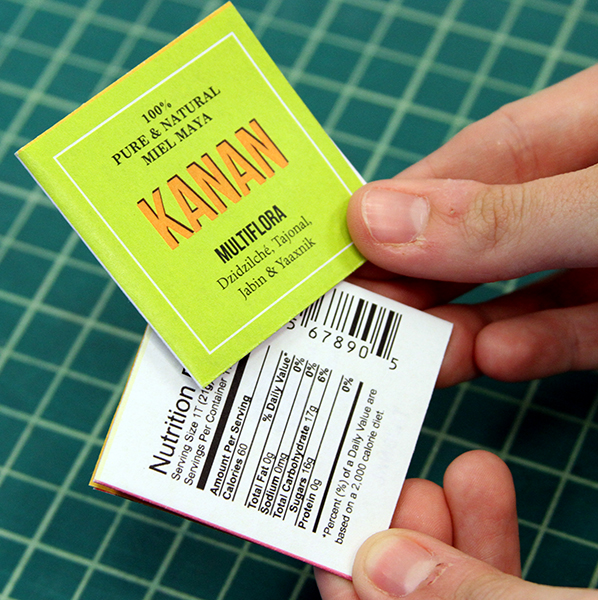 100%
PURE & NATURAL
MIEL MAYA
KANAN
MULTIFLORA
Dzidzilché, Tajonal,
Jabin & Yaaxnik
67890 5
Nutrition
Serving Size 1T (21g
Servings Per Container
Amount Per Serving
Calories 60
% Daily Value*
Total Fat 0g 0%
Sodium 0mg 0%
Total Carbohydrate 17g 6%
Sugars 16g
Protein 0g 0%
*Percent (%) of a Daily Value are
based on a 2,000 calorie diet.